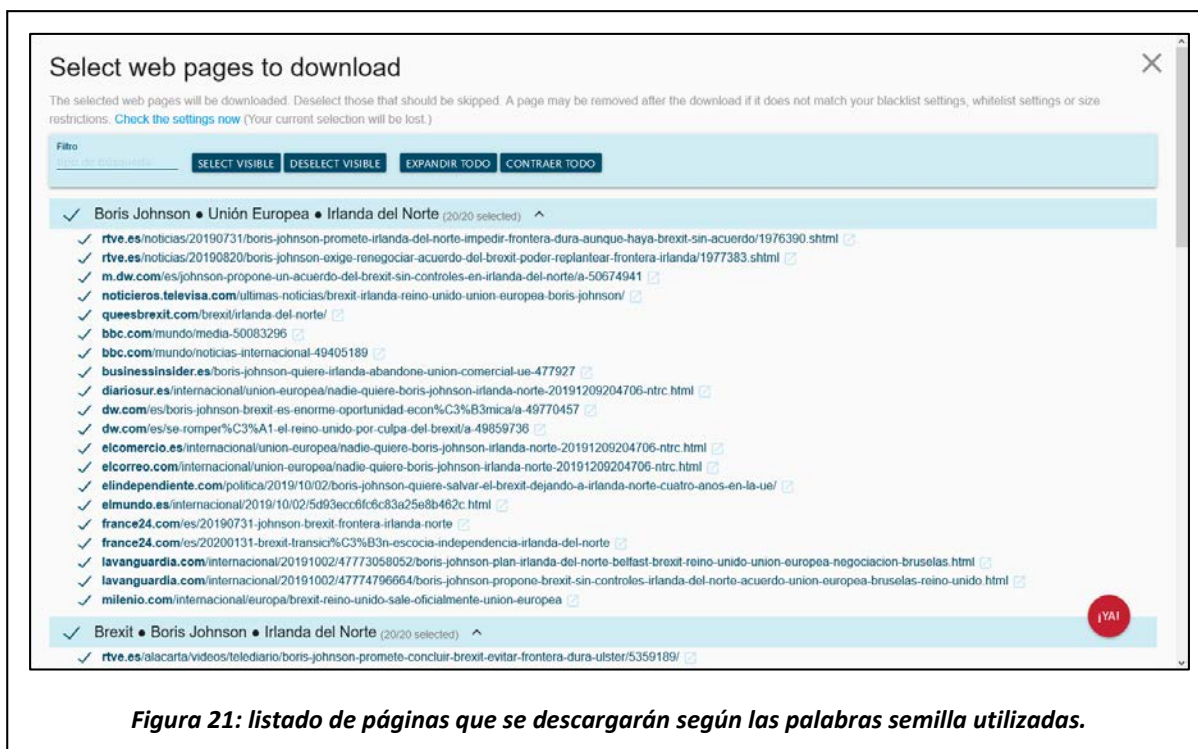 Select web pages to download
The selected web pages will be downloaded. Deselect those that should be skipped. A page may be removed after the download if it does not match your blacklist settings, whitelist settings or size
restrictions. Check the settings now (Your current selection will be lost.)
Filtro
SELECT VISIBLE DESELECT VISIBLE EXPANDIR TODO CONTRAER TODO
Boris Johnson ● Unión Europea ● Irlanda del Norte (20/20 selected)
rtve.es/noticias/20190731/boris-johnson-promete-irlanda-del-norte-impedir-frontera-dura-aunque-haya-brexit-sin-acuerdo/1976390.shtml
rtve.es/noticias/20190820/boris-johnson-exige-renegociar-acuerdo-del-brexit-poder-replantear-frontera-irlanda/1977383.shtml
m.dw.com/es/johnson-propone-un-acuerdo-del-brexit-sin-controles-en-irlanda-del-norte/a-50674941
noticieros.televisa.com/ultimas-noticias/brexit-irlanda-reino-unido-union-europea-boris-johnson/
queesbrexit.com/brexit/irlanda-del-norte/
bbc.com/mundo/media-50083296
bbc.com/mundo/noticias-internacional-49405189
businessinsider.es/boris-johnson-quiere-irlanda-abandone-union-comercial-ue-477927
diariosur.es/internacional/union-europea/nadie-quiere-boris-johnson-irlanda-norte-20191209204706-ntrc.html
dw.com/es/boris-johnson-brexit-es-enorme-oportunidad-econ%C3%B3mica/a-49770457
dw.com/es/se-romper%C3%A1-el-reino-unido-por-culpa-del-brexit/a-49859736
elcomercio.es/internacional/union-europea/nadie-quiere-boris-johnson-irlanda-norte-20191209204706-ntrc.html
elcorreo.com/internacional/union-europea/nadie-quiere-boris-johnson-irlanda-norte-20191209204706-ntrc.html
elindependiente.com/politica/2019/10/02/boris-johnson-quiere-salvar-el-brexit-dejando-a-irlanda-norte-cuatro-anos-en-la-ue/
elmundo.es/internacional/2019/10/02/5d93ecc6fc6c83a25e8b462c.html
france24.com/es/20190731-johnson-brexit-frontera-irlanda-norte
france24.com/es/20200131-brexit-transici%C3%B3n-escocia-independencia-irlanda-del-norte
lavanguardia.com/internacional/20191002/47773058052/boris-johnson-plan-irlanda-del-norte-belfast-brexit-reino-unido-union-europea-negociacion-bruselas.html
lavanguardia.com/internacional/20191002/47774796664/boris-johnson-propone-brexit-sin-controles-irlanda-del-norte-acuerdo-union-europea-bruselas-reino-unido.html
milenio.com/internacional/europa/brexit-reino-unido-sale-oficialmente-union-europea
¡YA!
Brexit ● Boris Johnson ● Irlanda del Norte (20/20 selected)
rtve.es/alacarta/videos/telediario/boris-johnson-promete-concluir-brexit-evitar-frontera-dura-ulster/5359189/
Figura 21: listado de páginas que se descargarán según las palabras semilla utilizadas.